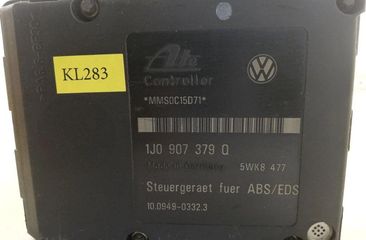 KL283
Ate
Controller
*MMS0C15D71*
1J0 907 379 Q
Made in Germany 5WK8 477
Steuergeraet fuer ABS/EDS
10.0949-0332.3